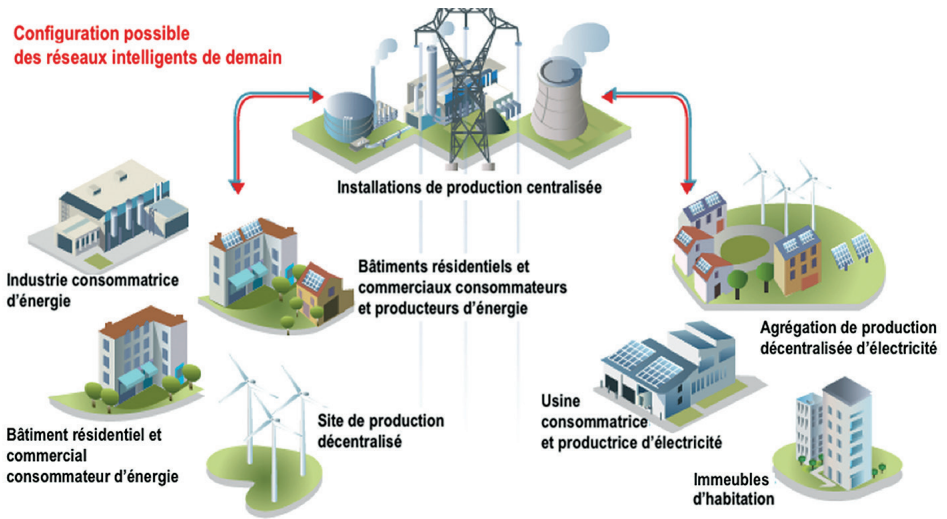 Configuration possible
des réseaux intelligents de demain
Installations de production centralisée
Industrie consommatrice
d'énergie
Bâtiments résidentiels et
commerciaux consommateurs
et producteurs d'énergie
Agrégation de production
décentralisée d'électricité
Bâtiment résidentiel et
commercial
consommateur d'énergie
Site de production
décentralisé
Usine
consommatrice
et productrice d'électricité
Immeubles
d'habitation